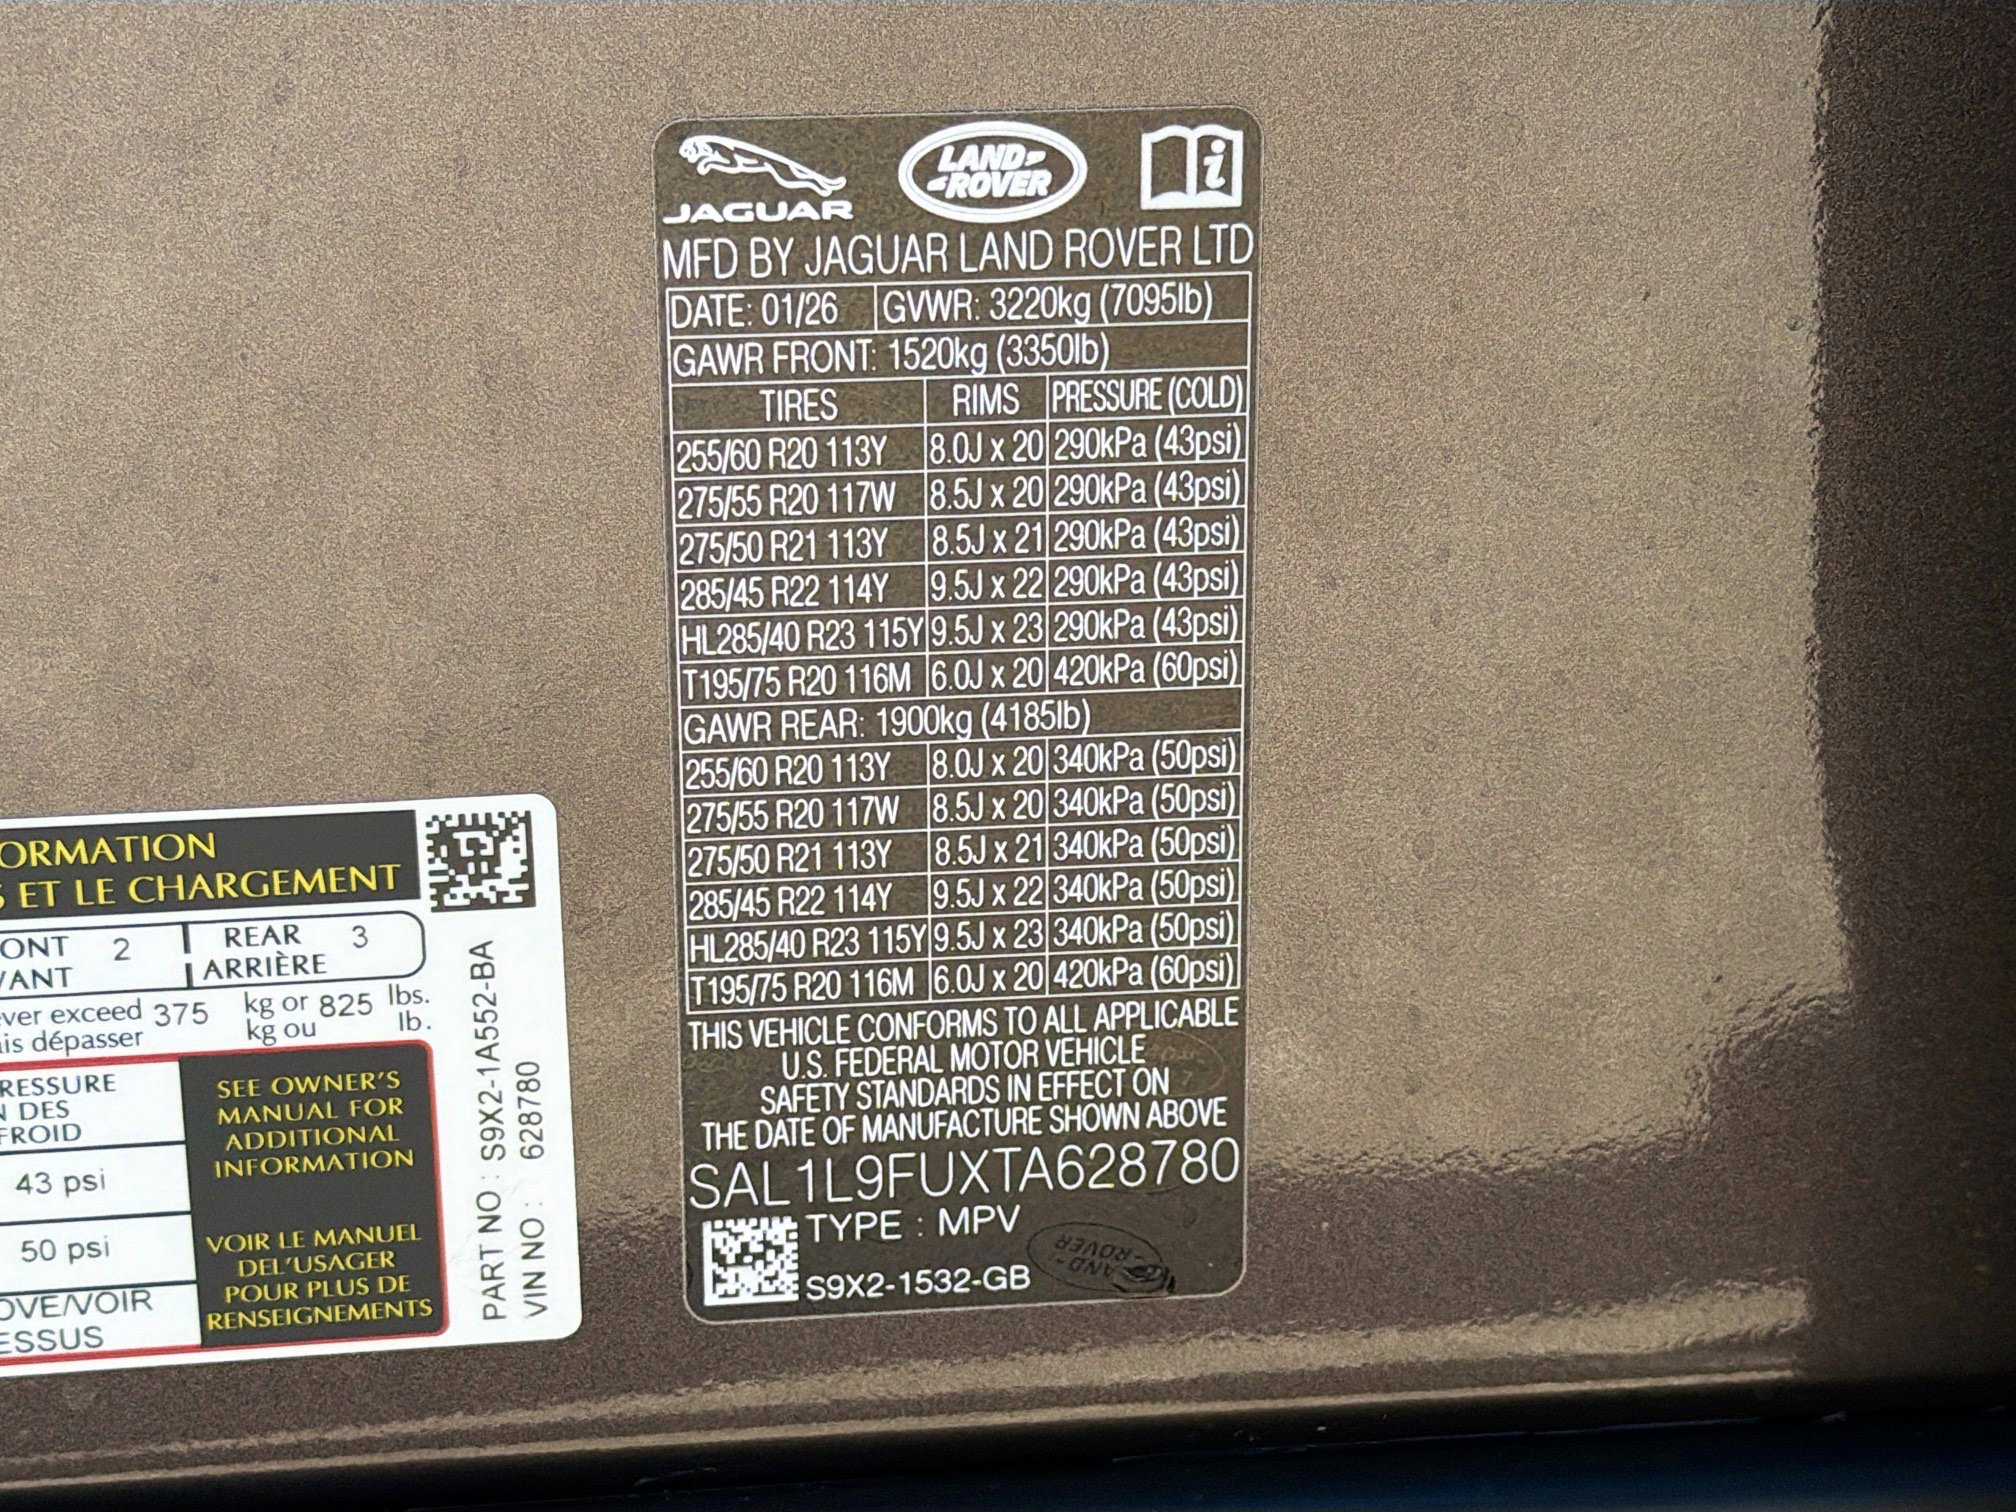 JAGUAR
LAND-
-ROVER
i
MFD BY JAGUAR LAND ROVER LTD
DATE: 01/26 GVWR: 3220kg (7095lb)
GAWR FRONT: 1520kg (3350lb)
TIRES RIMS PRESSURE (COLD)
255/60 R20 113Y 8.0J x 20 290kPa (43psi)
275/55 R20 117W 8.5J x 20 290kPa (43psi)
275/50 R21 113Y 8.5J x 21 290kPa (43psi)
285/45 R22 114Y 9.5J x 22 290kPa (43psi)
HL285/40 R23 115Y 9.5J x 23 290kPa (43psi)
T195/75 R20 116M 6.0J x 20 420kPa (60psi)
GAWR REAR: 1900kg (4185lb)
255/60 R20 113Y 8.0J x 20 340kPa (50psi)
275/55 R20 117W 8.5J x 20 340kPa (50psi)
275/50 R21 113Y 8.5J x 21 340kPa (50psi)
285/45 R22 114Y 9.5J x 22 340kPa (50psi)
HL285/40 R23 115Y 9.5J x 23 340kPa (50psi)
T195/75 R20 116M 6.0J x 20 420kPa (60psi)
THIS VEHICLE CONFORMS TO ALL APPLICABLE
U.S. FEDERAL MOTOR VEHICLE
SAFETY STANDARDS IN EFFECT ON
THE DATE OF MANUFACTURE SHOWN ABOVE
SAL1L9FUXTA628780
TYPE : MPV
S9X2-1532-GB
ORMATION
S ET LE CHARGEMENT
ONT 2 REAR 3
VANT ARRIÈRE
ver exceed 375 kg or 825 lbs.
is dépasser kg ou lb.
RESSURE
N DES
FROID
43 psi
50 psi
OVE/VOIR
ESSUS
SEE OWNER'S
MANUAL FOR
ADDITIONAL
INFORMATION
VOIR LE MANUEL
DEL'USAGER
POUR PLUS DE
RENSEIGNEMENTS
PART NO : S9X2-1A552-BA
VIN NO : 628780